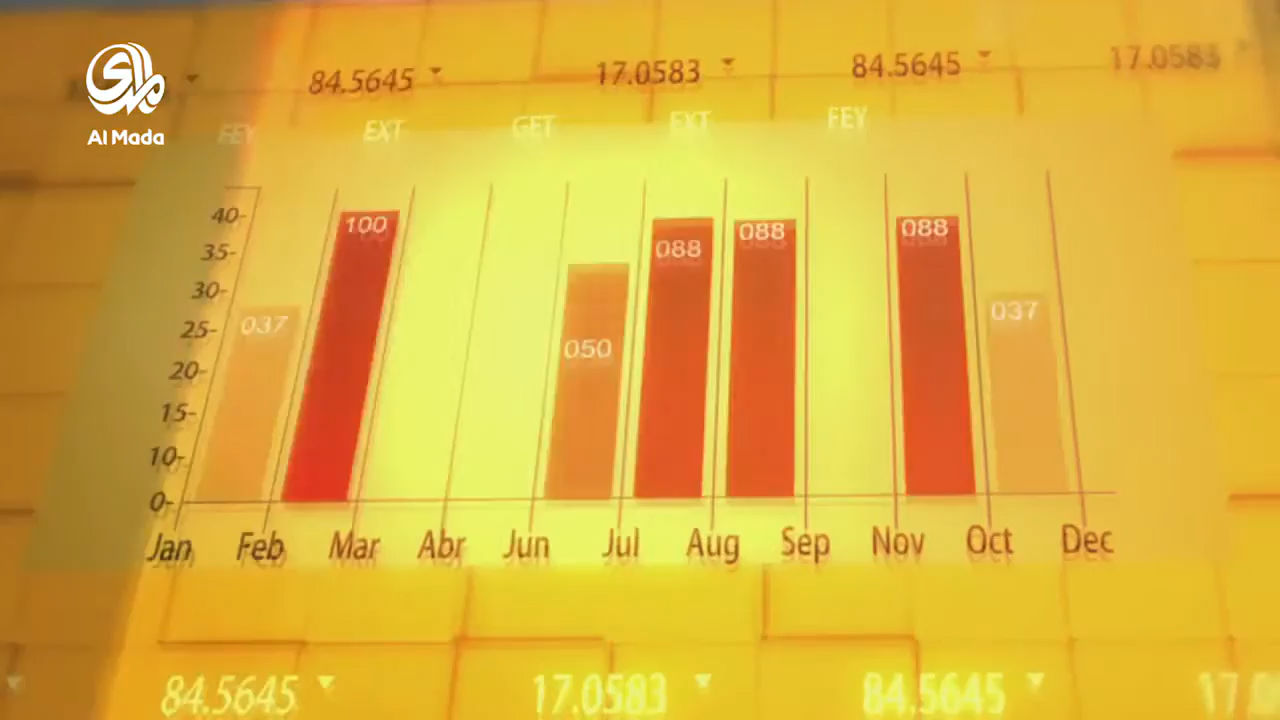 Al Mada
84.5645 17.0583 84.5645 17.0583
FEY EXT GET EXT FEY
40-
35-
30-
25-
20-
15-
10-
0-
037 100 050 088 088 088 037
Jan Feb Mar Abr Jun Jul Aug Sep Nov Oct Dec
84.5645 17.0583 84.5645